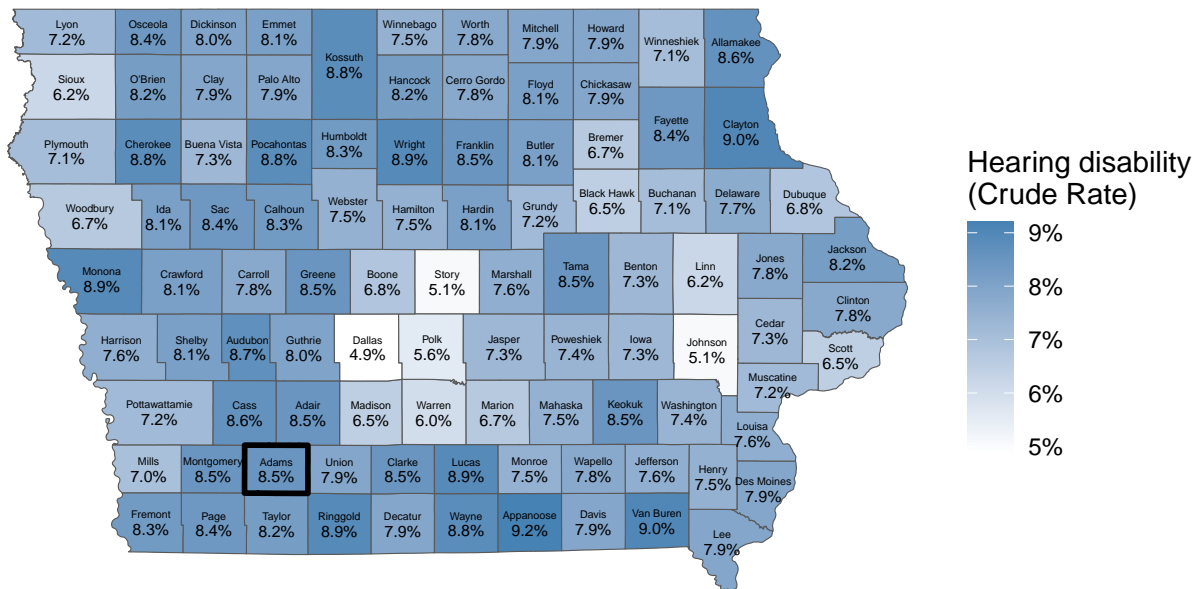 Lyon
7.2%
Osceola
8.4%
Dickinson
8.0%
Emmet
8.1%
Kossuth
8.8%
Winnebago
7.5%
Worth
7.8%
Mitchell
7.9%
Howard
7.9%
Winneshiek
7.1%
Allamakee
8.6%
Sioux
6.2%
O'Brien
8.2%
Clay
7.9%
Palo Alto
7.9%
Hancock
8.2%
Cerro Gordo
7.8%
Floyd
8.1%
Chickasaw
7.9%
Fayette
8.4%
Clayton
9.0%
Plymouth
7.1%
Cherokee
8.8%
Buena Vista
7.3%
Pocahontas
8.8%
Humboldt
8.3%
Wright
8.9%
Franklin
8.5%
Butler
8.1%
Bremer
6.7%
Woodbury
6.7%
Ida
8.1%
Sac
8.4%
Calhoun
8.3%
Webster
7.5%
Hamilton
7.5%
Hardin
8.1%
Grundy
7.2%
Black Hawk
6.5%
Buchanan
7.1%
Delaware
7.7%
Dubuque
6.8%
Monona
8.9%
Crawford
8.1%
Carroll
7.8%
Greene
8.5%
Boone
6.8%
Story
5.1%
Marshall
7.6%
Tama
8.5%
Benton
7.3%
Linn
6.2%
Jones
7.8%
Jackson
8.2%
Clinton
7.8%
Harrison
7.6%
Shelby
8.1%
Audubon
8.7%
Guthrie
8.0%
Dallas
4.9%
Polk
5.6%
Jasper
7.3%
Poweshiek
7.4%
Iowa
7.3%
Johnson
5.1%
Cedar
7.3%
Scott
6.5%
Muscatine
7.2%
Pottawattamie
7.2%
Cass
8.6%
Adair
8.5%
Madison
6.5%
Warren
6.0%
Marion
6.7%
Mahaska
7.5%
Keokuk
8.5%
Washington
7.4%
Louisa
7.6%
Mills
7.0%
Montgomery
8.5%
Adams
8.5%
Union
7.9%
Clarke
8.5%
Lucas
8.9%
Monroe
7.5%
Wapello
7.8%
Jefferson
7.6%
Henry
7.5%
Des Moines
7.9%
Fremont
8.3%
Page
8.4%
Taylor
8.2%
Ringgold
8.9%
Decatur
7.9%
Wayne
8.8%
Appanoose
9.2%
Davis
7.9%
Van Buren
9.0%
Lee
7.9%
Hearing disability
(Crude Rate)
9%
8%
7%
6%
5%